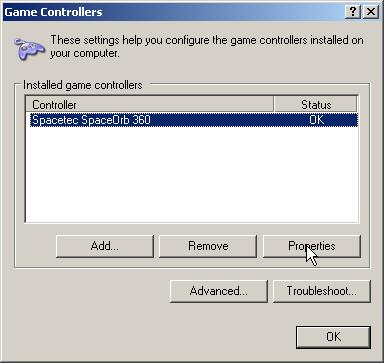 Game Controllers
These settings help you configure the game controllers installed on
your computer.
Installed game controllers
Controller Status
Spacetec SpaceOrb 360 OK
Add... Remove Properties
Advanced... Troubleshoot...
OK